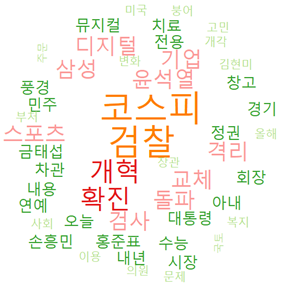 미국 붕어
뮤지컬 치료 고민
디지털 전용 개각
몫 변화 김현미
삼성 기업
윤석열 창고
풍경
민주 코스피 경기
부처
스포츠 검찰 정권 올해
금태섭 격리
차관 개혁 회장
내용 교체
연예 확진 장관 아내
돌파 복지
사회 오늘 검사 대통령
손흥민 홍준표 수능
이용 내년 시장
의원 문제